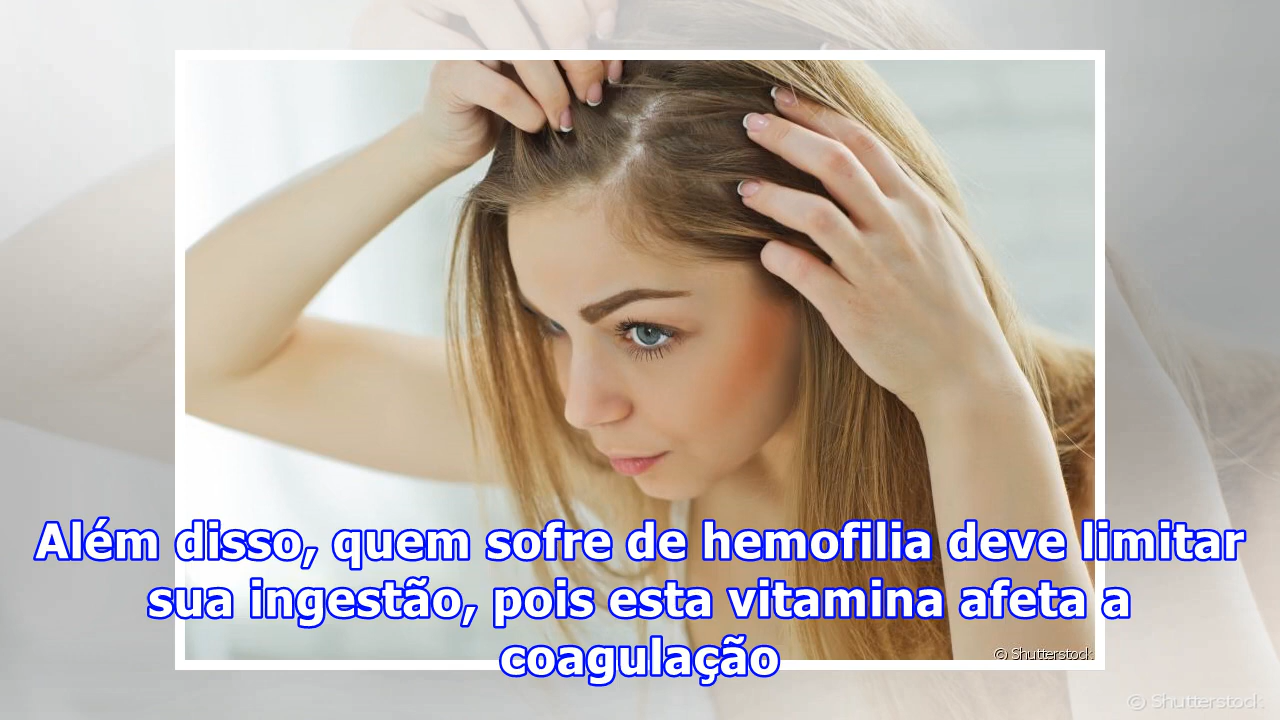 Além disso, quem sofre de hemofilia deve limitar
sua ingestão, pois esta vitamina afeta a
coagulação
© Shutterstock
© Shutterstock